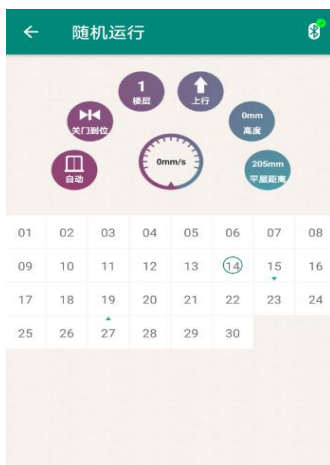 随机运行
1
楼层
上行
关门到位
0mm
高度
自动
0mm/s
205mm
平层距离
01 02 03 04 05 06 07 08
09 10 11 12 13 14 15 16
17 18 19 20 21 22 23 24
25 26 27 28 29 30